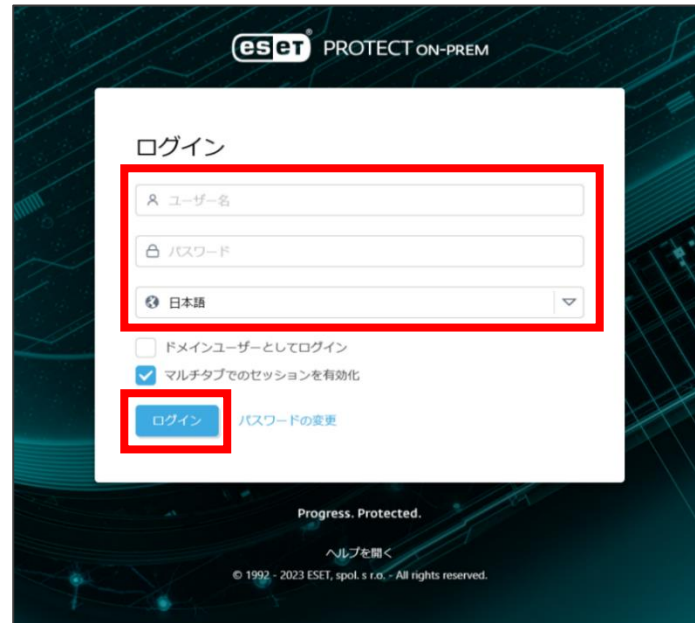 eset PROTECT ON-PREM
ログイン
ユーザー名
パスワード
日本語
ドメインユーザーとしてログイン
マルチタブでのセッションを有効化
ログイン パスワードの変更
Progress. Protected.
ヘルプを開く
© 1992 - 2023 ESET, spol. s r.o. - All rights reserved.